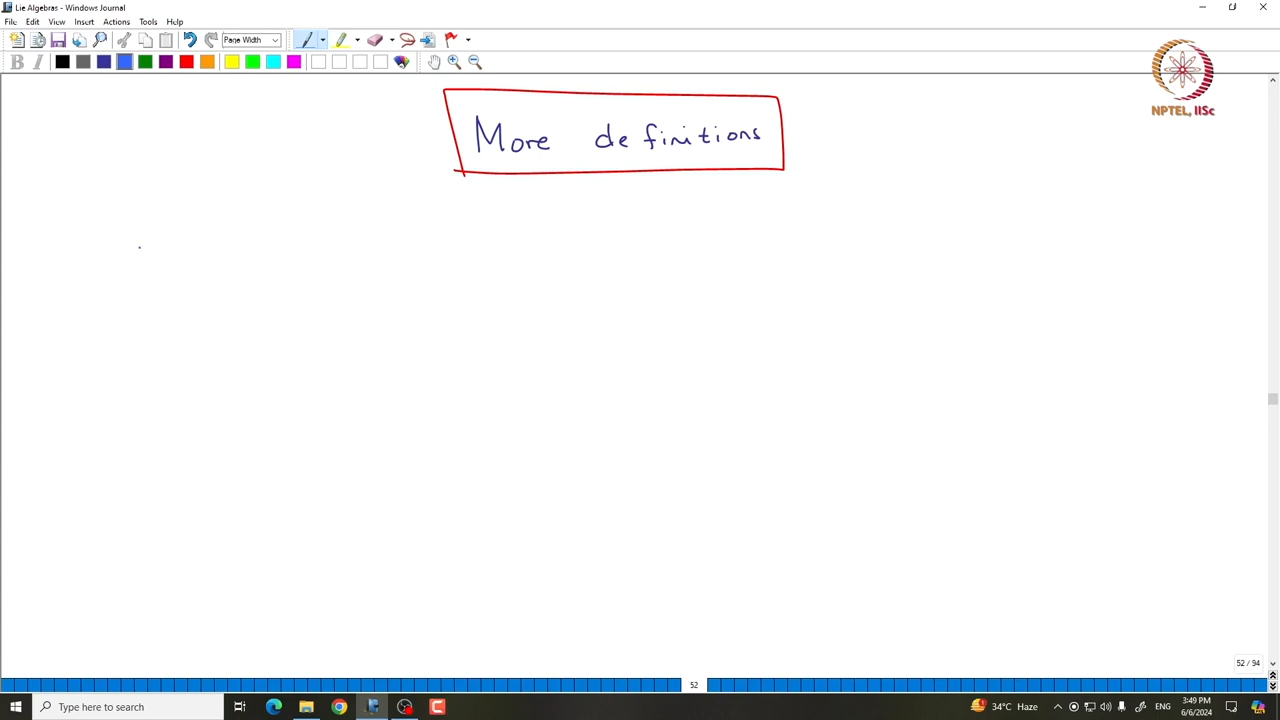 Lie Algebras - Windows Journal
File Edit View Insert Actions Tools Help
Page Width
B I
NPTEL, IISc
More definitions
52 / 94
52
Type here to search
34°C Haze
ENG
3:49 PM
6/6/2024